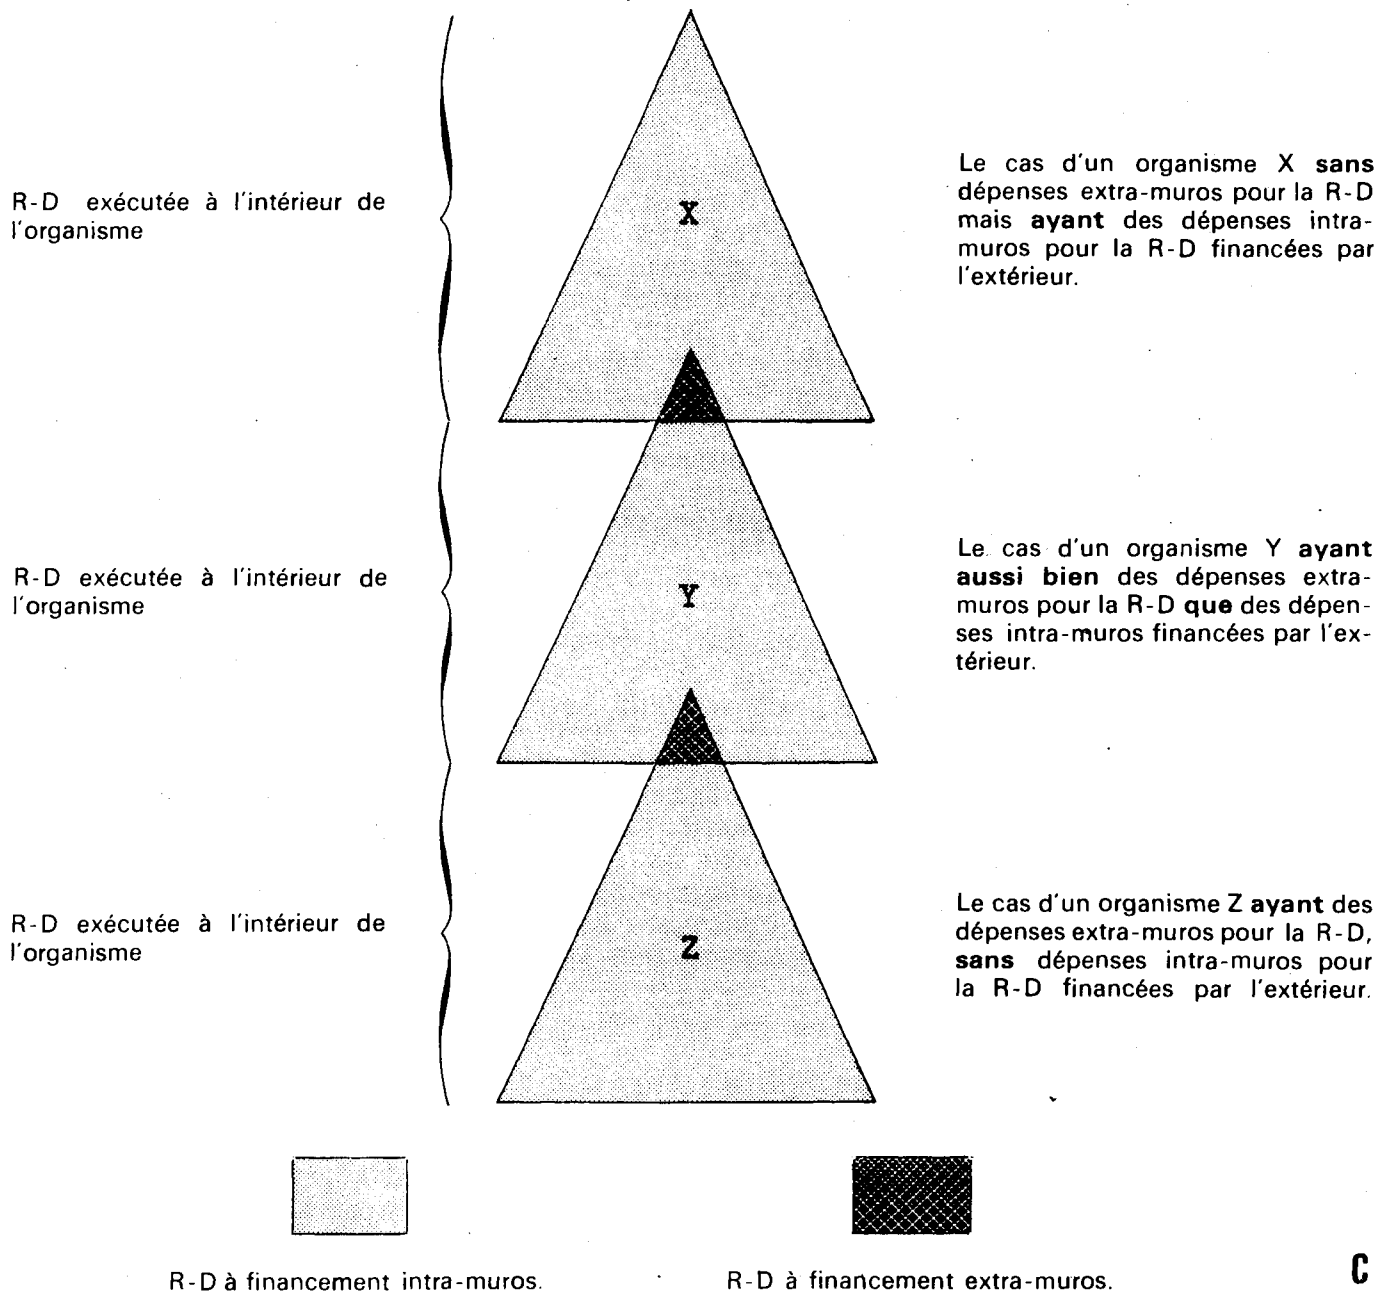 R-D exécutée à l'intérieur de
l'organisme
X
Le cas d'un organisme X sans
dépenses extra-muros pour la R-D
mais ayant des dépenses intra-
muros pour la R-D financées par
l'extérieur.
R-D exécutée à l'intérieur de
l'organisme
Y
Le cas d'un organisme Y ayant
aussi bien des dépenses extra-
muros pour la R-D que des dépen-
ses intra-muros financées par l'ex-
térieur.
R-D exécutée à l'intérieur de
l'organisme
Z
Le cas d'un organisme Z ayant des
dépenses extra-muros pour la R-D,
sans dépenses intra-muros pour
la R-D financées par l'extérieur.
R-D à financement intra-muros.
R-D à financement extra-muros.
C